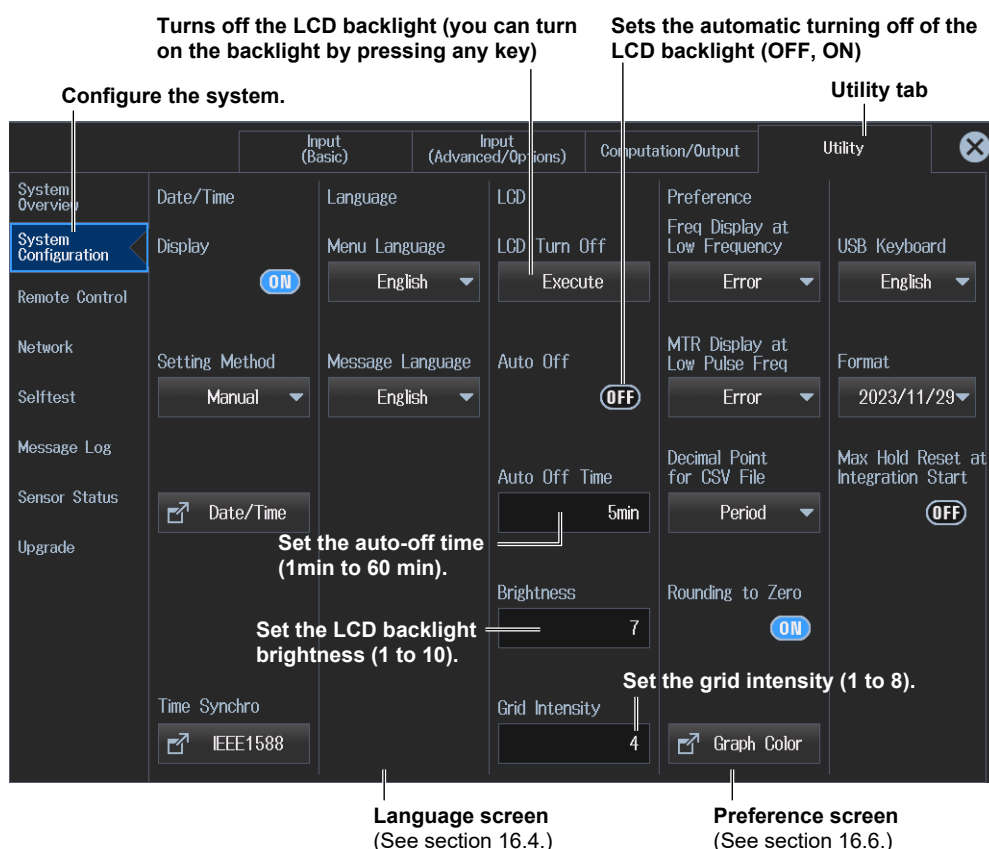 Turns off the LCD backlight (you can turn
on the backlight by pressing any key)
Sets the automatic turning off of the
LCD backlight (OFF, ON)
Configure the system.
Utility tab
Input
(Basic)
Input
(Advanced/Options)
Computation/Output
Utility
System
Overview
System
Configuration
Remote Control
Network
Selftest
Message Log
Sensor Status
Upgrade
Date/Time
Display
ON
Setting Method
Manual
Date/Time
Time Synchro
IEEE1588
Language
Menu Language
English
Message Language
English
LCD
LCD Turn Off
Execute
Auto Off
OFF
Auto Off Time
5min
Set the auto-off time
(1min to 60 min).
Brightness
7
Set the LCD backlight
brightness (1 to 10).
Set the grid intensity (1 to 8).
Grid Intensity
4
Preference
Freq Display at
Low Frequency
Error
MTR Display at
Low Pulse Freq
Error
Decimal Point
for CSV File
Period
Rounding to Zero
ON
Graph Color
USB Keyboard
English
Format
2023/11/29
Max Hold Reset at
Integration Start
OFF
Language screen
(See section 16.4.)
Preference screen
(See section 16.6.)